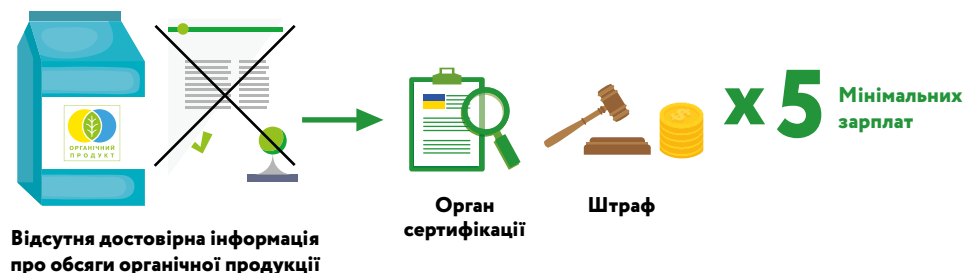 ОРГАНІЧНИЙ
ПРОДУКТ
Відсутня достовірна інформація
про обсяги органічної продукції
Орган
сертифікації
Штраф
x 5
Мінімальних
зарплат